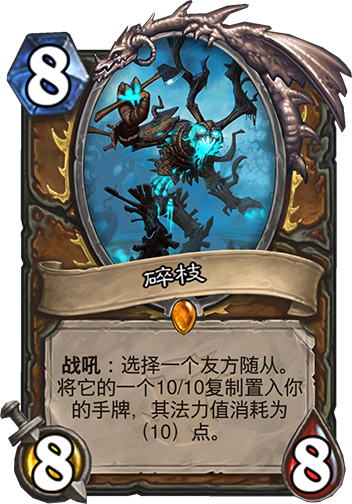 8
碎枝
战吼：选择一个友方随从。
将它的一个10/10复制置入你
的手牌，其法力值消耗为
（10）点。
8
8